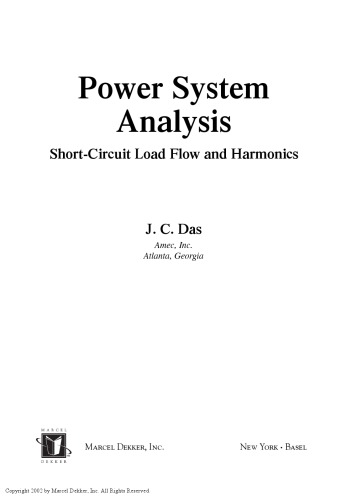 Power System
Analysis
Short-Circuit Load Flow and Harmonics
J. C. Das
Amec, Inc.
Atlanta, Georgia
MARCEL
DEKKER
MARCEL DEKKER, INC.
NEW YORK • BASEL
Copyright 2002 by Marcel Dekker, Inc. All Rights Reserved.